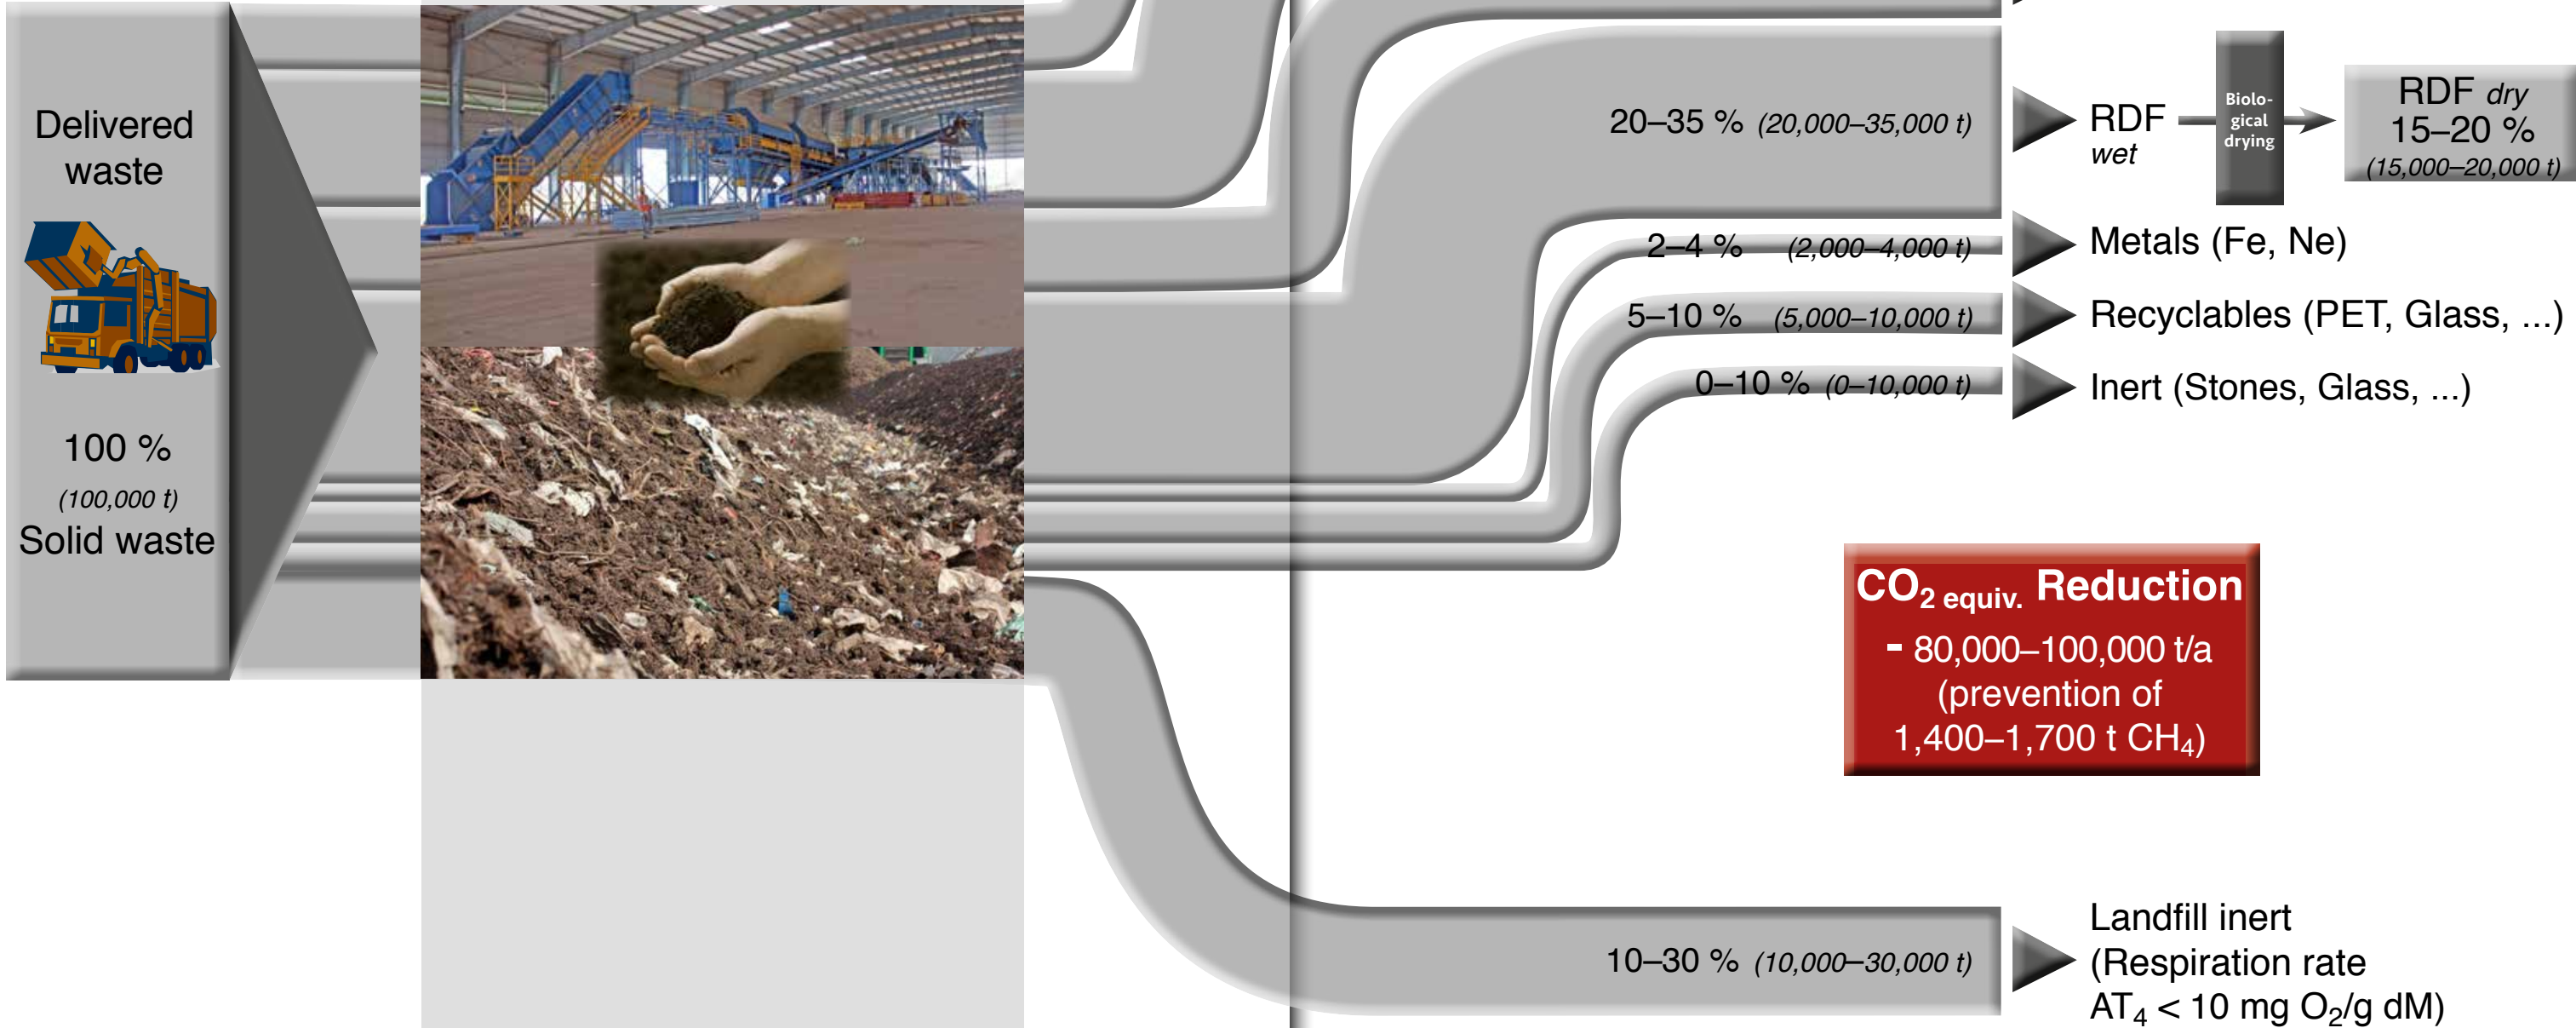 Delivered
waste
100 %
(100,000 t)
Solid waste
20–35 % (20,000–35,000 t)
RDF
wet
Biolo-
gical
drying
RDF dry
15–20 %
(15,000–20,000 t)
2–4 % (2,000–4,000 t)
Metals (Fe, Ne)
5–10 % (5,000–10,000 t)
Recyclables (PET, Glass, ...)
0–10 % (0–10,000 t)
Inert (Stones, Glass, ...)
CO₂ equiv. Reduction
- 80,000–100,000 t/a
(prevention of
1,400–1,700 t CH₄)
10–30 % (10,000–30,000 t)
Landfill inert
(Respiration rate
AT₄ < 10 mg O₂/g dM)